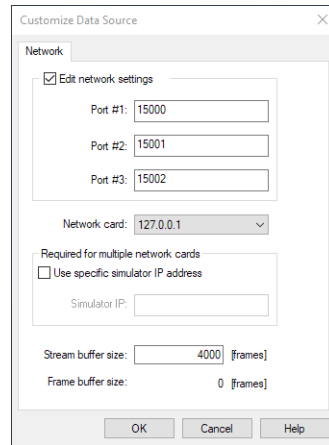 Customize Data Source
Network
Edit network settings
Port #1: 15000
Port #2: 15001
Port #3: 15002
Network card: 127.0.0.1
Required for multiple network cards
Use specific simulator IP address
Simulator IP:
Stream buffer size: 4000 [frames]
Frame buffer size: 0 [frames]
OK Cancel Help